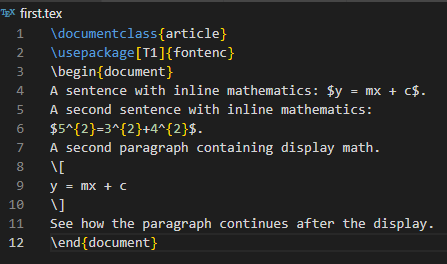 TEX first.tex
1 \documentclass{article}
2 \usepackage[T1]{fontenc}
3 \begin{document}
4 A sentence with inline mathematics: $y = mx + c$.
5 A second sentence with inline mathematics:
6 $5^{2}=3^{2}+4^{2}$.
7 A second paragraph containing display math.
8 \[
9 y = mx + c
10 \]
11 See how the paragraph continues after the display.
12 \end{document}